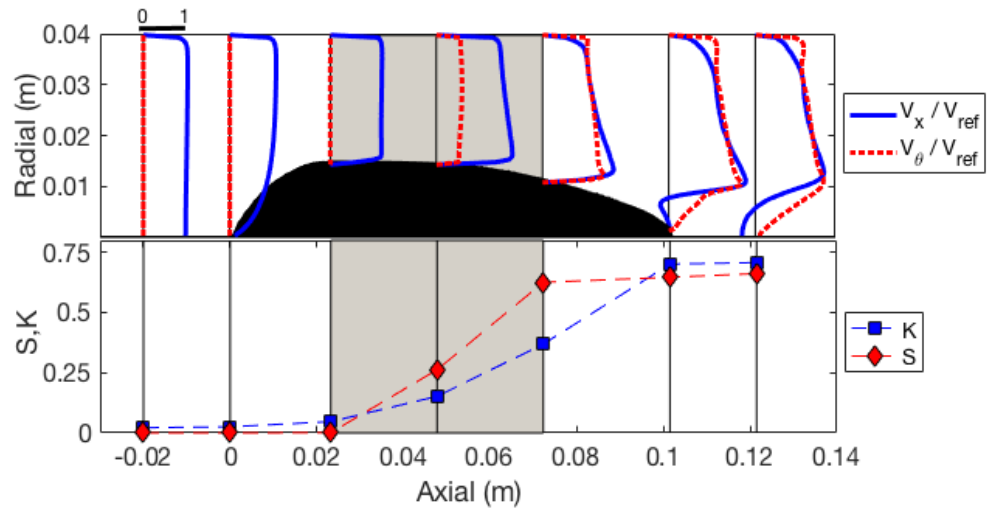 0 1
0.04
0.03
0.02
0.01
Radial (m)
V_x / V_ref
V_θ / V_ref
0.75
0.5
0.25
0
S,K
K
S
-0.02 0 0.02 0.04 0.06 0.08 0.1 0.12 0.14
Axial (m)